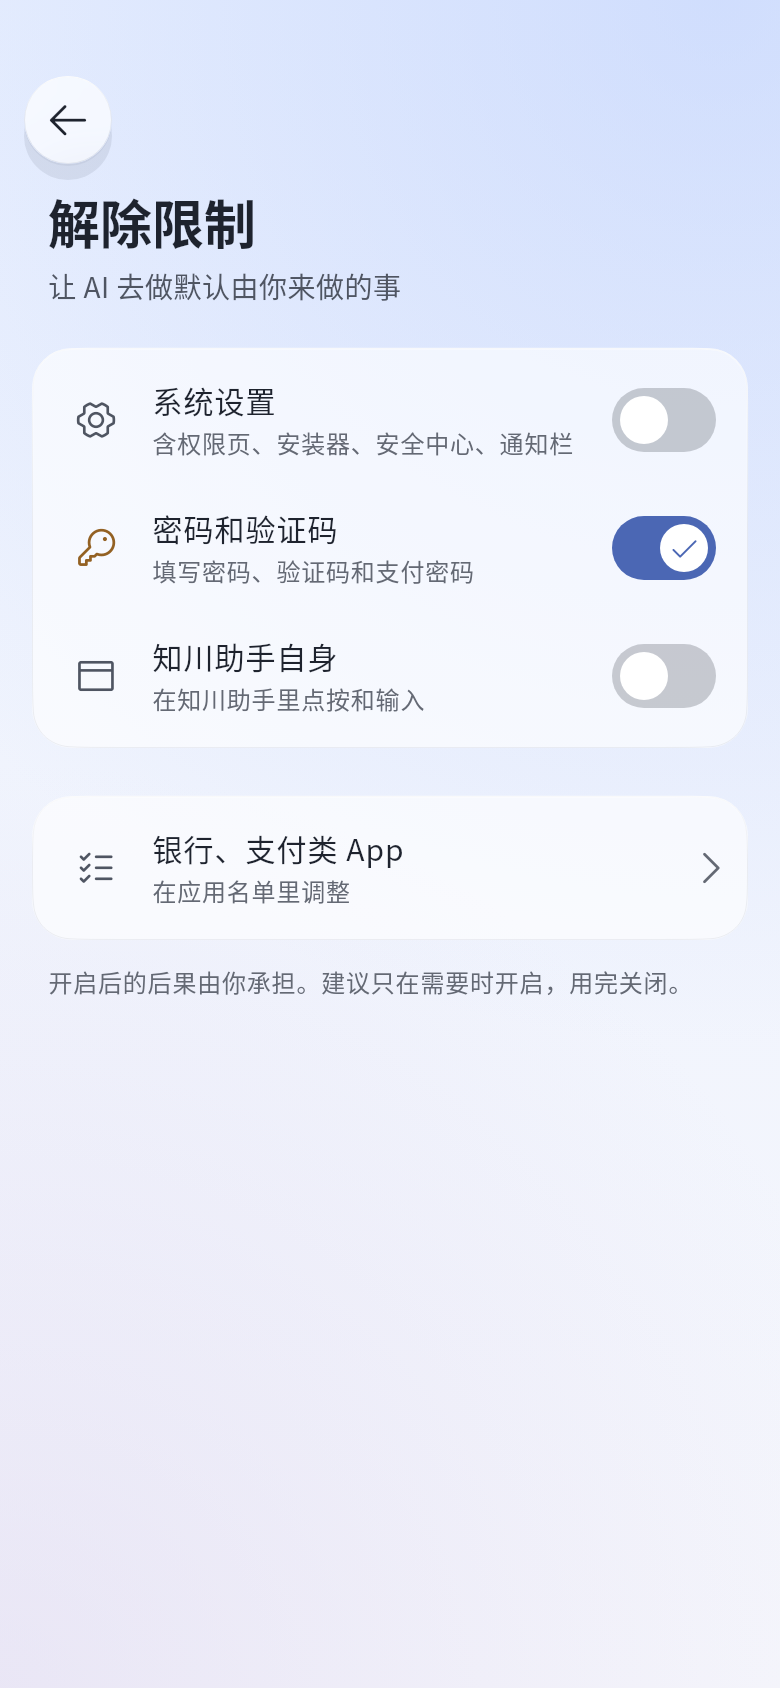 解除限制
让 AI 去做默认由你来做的事
系统设置
含权限页、安装器、安全中心、通知栏
密码和验证码
填写密码、验证码和支付密码
知川助手自身
在知川助手里点按和输入
银行、支付类 App
在应用名单里调整
开启后的后果由你承担。建议只在需要时开启，用完关闭。